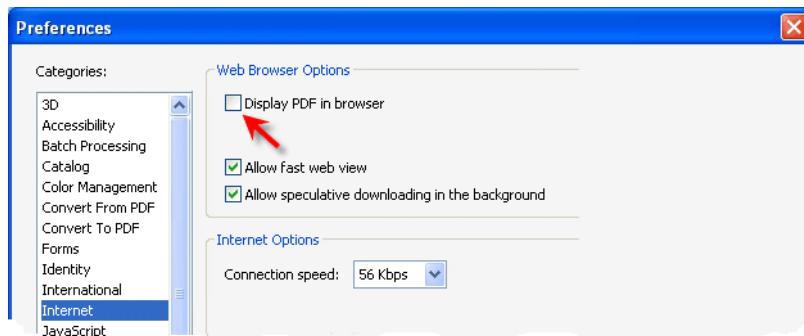 Preferences
Categories:
3D
Accessibility
Batch Processing
Catalog
Color Management
Convert From PDF
Convert To PDF
Forms
Identity
International
Internet
JavaScript
Web Browser Options
Display PDF in browser
Allow fast web view
Allow speculative downloading in the background
Internet Options
Connection speed: 56 Kbps